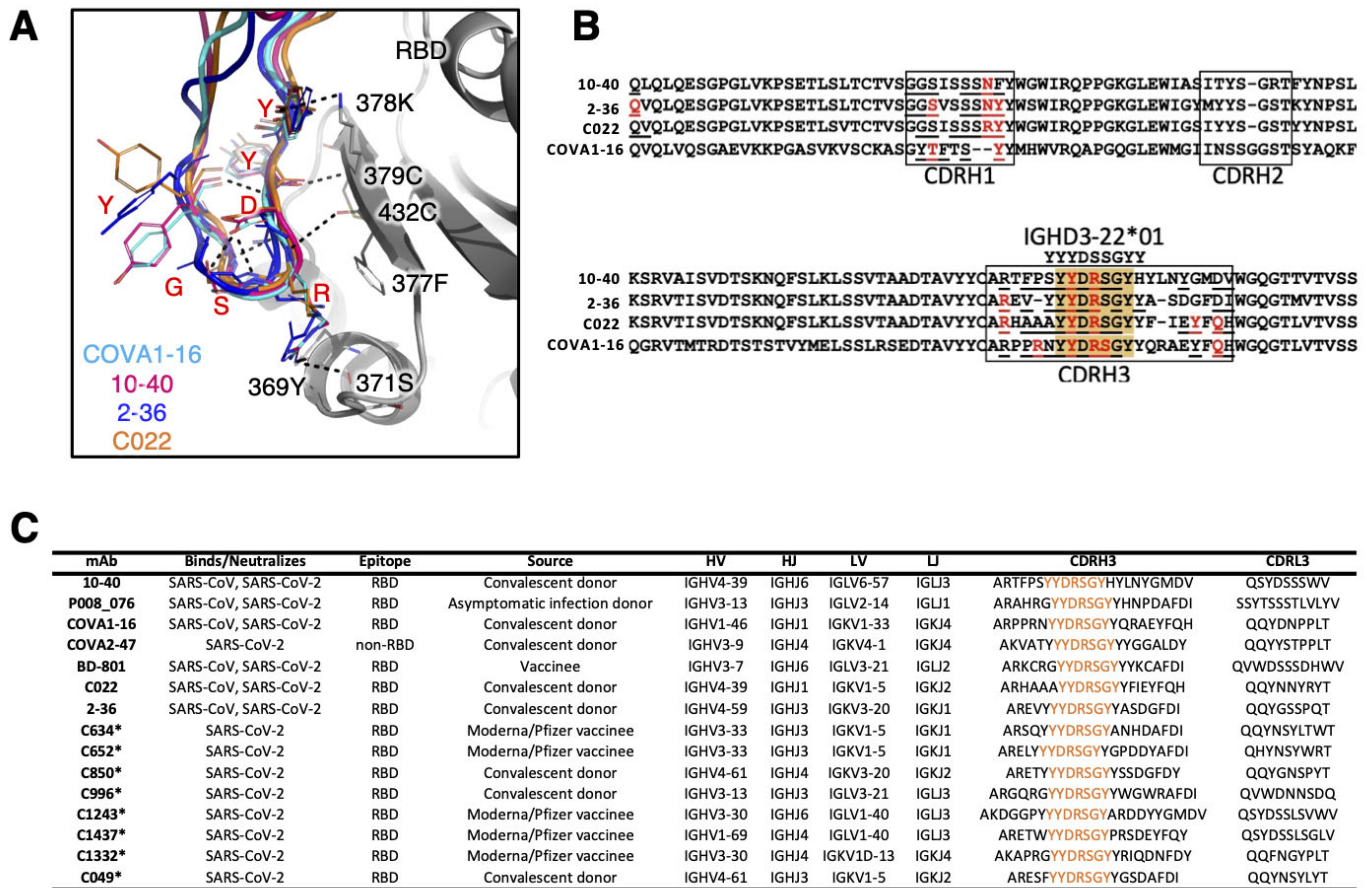 A
RBD
Y
378K
Y
379C
Y
D
432C
G
S
R
377F
COVA1-16
10-40
2-36
C022
369Y
371S
B
10-40 QLQLQESGPGLVKPSETLSLTCTVSGGSISSSNFYWGWIRQPPGKGLEWIASITYS-GRTFYNPSL
2-36 QVQLQESGPGLVKPSETLSLTCTVSGGSVSSSNYYWSWIRQPPGKGLEWIGYMYYS-GSTKYNPSL
C022 QVQLQESGPGLVKPSETLSVTCTVSGGSISSSRYYWGWIRQPPGKGLEWIGSIYYS-GSTYYNPSL
COVA1-16 QVQLVQSGAEVKKPGASVKVSCKASGYTFTS--YYMHWVRQAPGQGLEWMGIINSSGGSTSYAQKF
CDRH1 CDRH2
IGHD3-22*01
YYYDSSGYY
10-40 KSRVAISVDTSKNQFSLKLSSVTAADTAVYYCARTFPSYYDRSGYHYLNYGMDVWGQGTTVTVSS
2-36 KSRVTISVDTSKNQFSLKLSSVTAADTAVYYCAREV-YYYDRSGYYA-SDGFDIWGQGTMVTVSS
C022 KSRVTISVDTSKNQFSLKLSSVTAADTAVYYCARHAAAYYDRSGYYF-IEYFQHWGQGTLVTVSS
COVA1-16 QGRVTMTRDTSTSTVYMELSSLRSEDTAVYYCARPPRNYYDRSGYYQRAEYFQHWGQGTLVTVSS
CDRH3
C
mAb Binds/Neutralizes Epitope Source HV HJ LV LJ CDRH3 CDRL3
10-40 SARS-CoV, SARS-CoV-2 RBD Convalescent donor IGHV4-39 IGHJ6 IGLV6-57 IGLJ3 ARTFPSYYDRSGYHYLNYGMDV QSYDSSSWV
P008_076 SARS-CoV, SARS-CoV-2 RBD Asymptomatic infection donor IGHV3-13 IGHJ3 IGLV2-14 IGLJ1 ARAHRGYYDRSGYYHNPDAFDI SSYTSSSTLVLYV
COVA1-16 SARS-CoV, SARS-CoV-2 RBD Convalescent donor IGHV1-46 IGHJ1 IGKV1-33 IGKJ4 ARPPRNYYDRSGYYQRAEYFQH QQYDNPPLT
COVA2-47 SARS-CoV-2 non-RBD Convalescent donor IGHV3-9 IGHJ4 IGKV4-1 IGKJ4 AKVATYYYDRSGYYYGGALDY QQYYSTPPLT
BD-801 SARS-CoV, SARS-CoV-2 RBD Vaccinee IGHV3-7 IGHJ6 IGLV3-21 IGLJ2 ARKCRGYYDRSGYYYKCAFDI QVWDSSSDHWV
C022 SARS-CoV, SARS-CoV-2 RBD Convalescent donor IGHV4-39 IGHJ1 IGKV1-5 IGKJ2 ARHAAAYYDRSGYYFIEYFQH QQYNNYRYT
2-36 SARS-CoV, SARS-CoV-2 RBD Convalescent donor IGHV4-59 IGHJ3 IGKV3-20 IGKJ1 AREVYYYDRSGYYASDGFDI QQYGSSPQT
C634* SARS-CoV-2 RBD Moderna/Pfizer vaccinee IGHV3-33 IGHJ3 IGKV1-5 IGKJ1 ARSQYYYDRSGYANHDAFDI QQYNSYLTWT
C652* SARS-CoV-2 RBD Moderna/Pfizer vaccinee IGHV3-33 IGHJ3 IGKV1-5 IGKJ1 ARELYYYDRSGYYGPDDYAFDI QHYNSYWRT
C850* SARS-CoV-2 RBD Convalescent donor IGHV4-61 IGHJ4 IGKV3-20 IGKJ2 ARETYYYDRSGYYSSDGFDY QQYGNSPYT
C996* SARS-CoV-2 RBD Convalescent donor IGHV3-13 IGHJ3 IGLV3-21 IGLJ3 ARGQRGYYDRSGYYWGWRAFDI QVWDNNSDQ
C1243* SARS-CoV-2 RBD Moderna/Pfizer vaccinee IGHV3-30 IGHJ6 IGLV1-40 IGLJ3 AKDGGPYYYDRSGYARDDYYGMDV QSYDSSLSVWV
C1437* SARS-CoV-2 RBD Moderna/Pfizer vaccinee IGHV1-69 IGHJ4 IGLV1-40 IGLJ3 ARETWYYDRSGYPRSDEYFQY QSYDSSLSGLV
C1332* SARS-CoV-2 RBD Moderna/Pfizer vaccinee IGHV3-30 IGHJ4 IGKV1D-13 IGKJ4 AKAPRGYYDRSGYYRIQDNFDY QQFNGYPLT
C049* SARS-CoV-2 RBD Convalescent donor IGHV4-61 IGHJ3 IGKV1-5 IGKJ2 ARESFYYDRSGYYGSDAFDI QQYNSYLYT